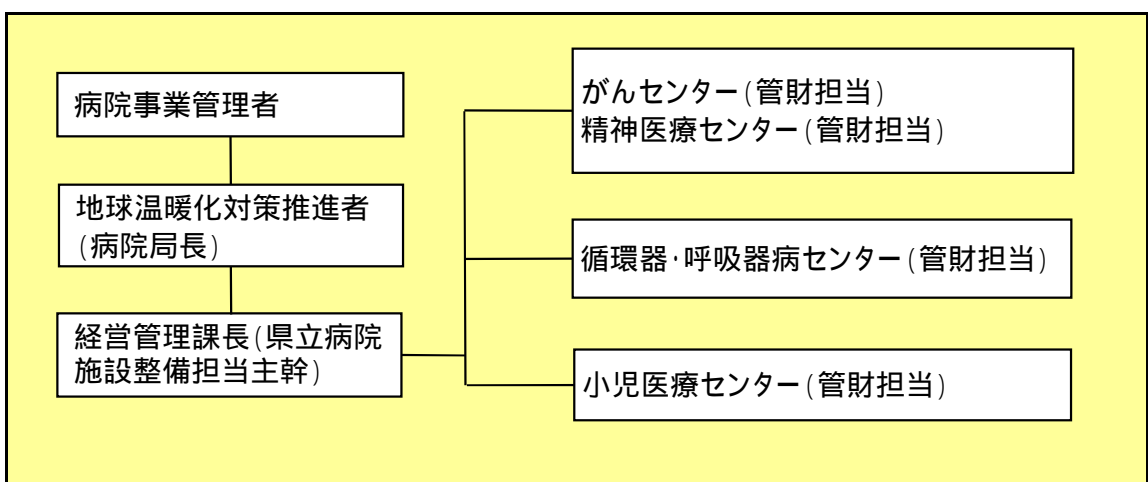 病院事業管理者
地球温暖化対策推進者
(病院局長)
経営管理課長(県立病院
施設整備担当主幹)
がんセンター(管財担当)
精神医療センター(管財担当)
循環器・呼吸器病センター(管財担当)
小児医療センター(管財担当)